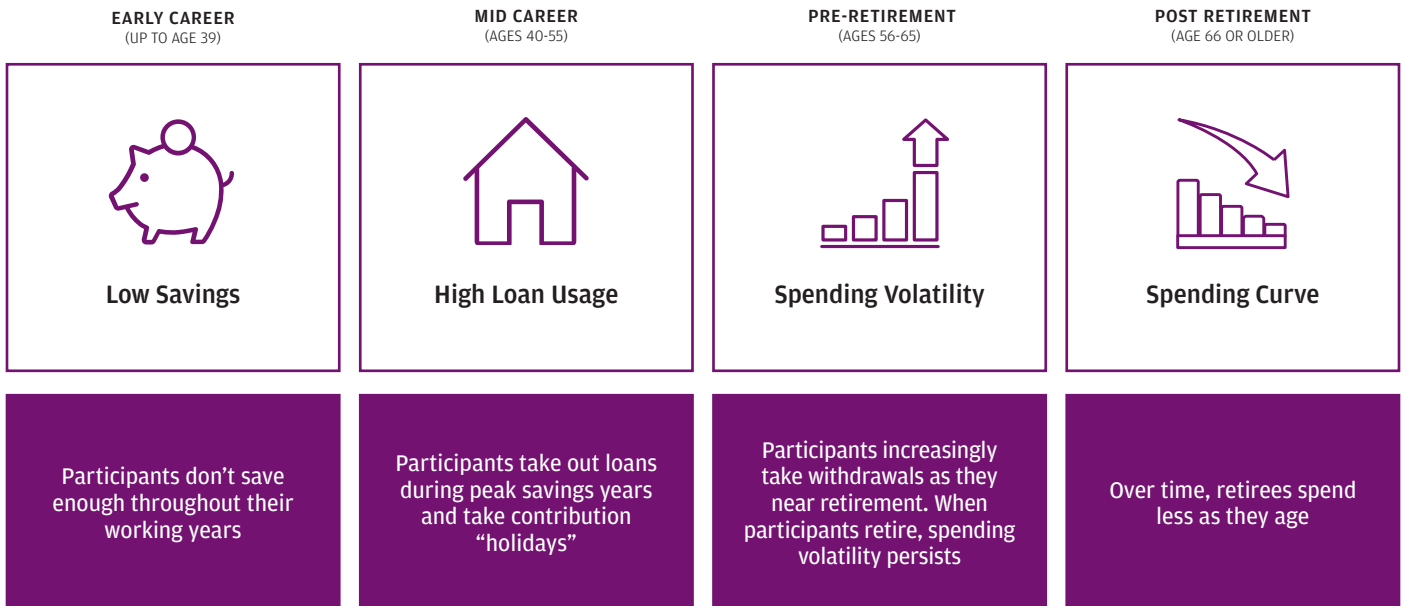 EARLY CAREER
(UP TO AGE 39)
Low Savings
Participants don’t save
enough throughout their
working years
MID CAREER
(AGES 40-55)
High Loan Usage
Participants take out loans
during peak savings years
and take contribution
“holidays”
PRE-RETIREMENT
(AGES 56-65)
Spending Volatility
Participants increasingly
take withdrawals as they
near retirement. When
participants retire, spending
volatility persists
POST RETIREMENT
(AGE 66 OR OLDER)
Spending Curve
Over time, retirees spend
less as they age